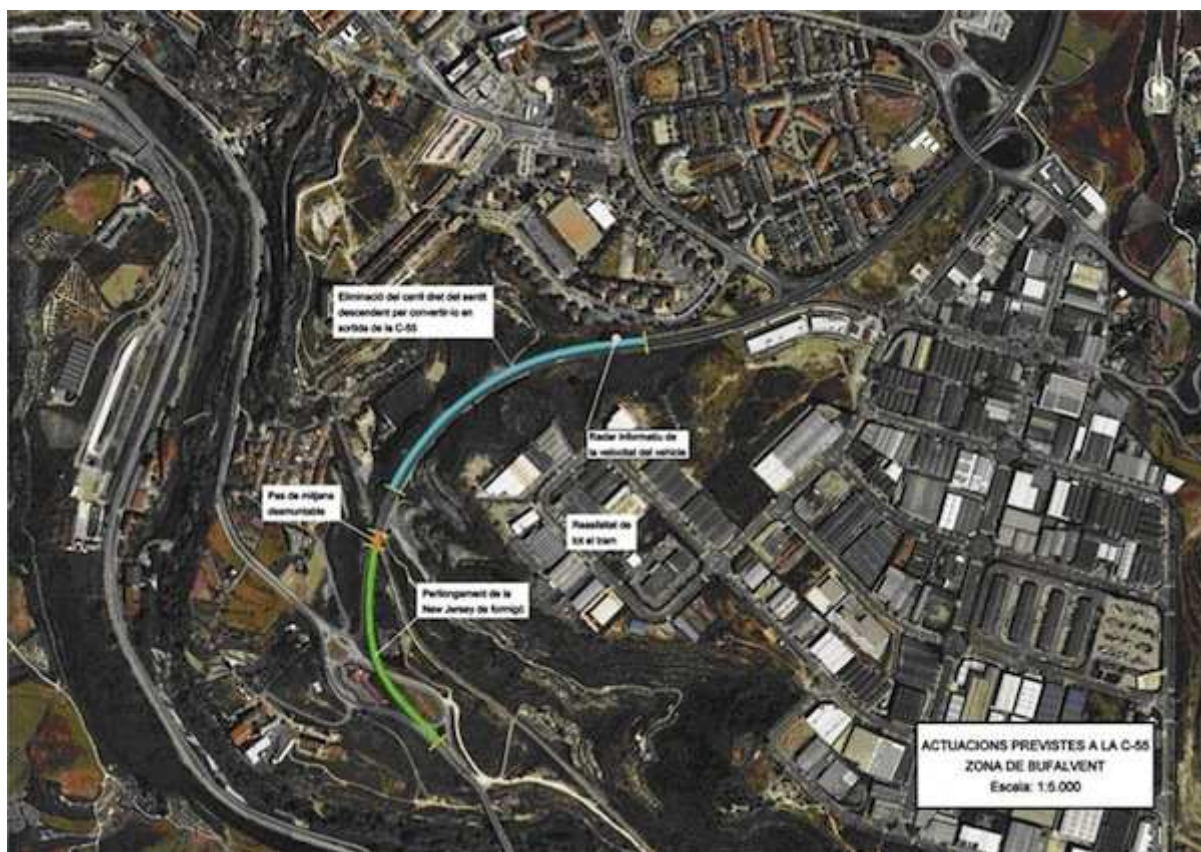 Eliminació del carril dret del sentit
descendent per convertir-lo en
sortida de la C-55
Radar informatiu de
la velocitat del vehicle
Pas de mitjana
desmuntable
Reasfaltat de
tot el tram
Perllongament de la
New Jersey de formigó
ACTUACIONS PREVISTES A LA C-55
ZONA DE BUFALVENT
Escala: 1:5.000
N